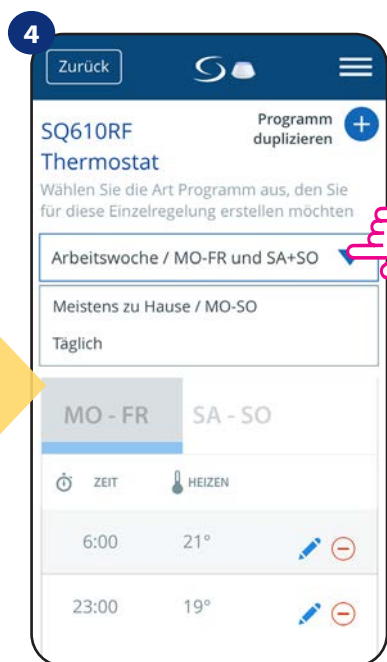 4
Zurück
SQ610RF
Thermostat
Programm
duplizieren
Wählen Sie die Art Programm aus, den Sie
für diese Einzelregelung erstellen möchten
Arbeitswoche / MO-FR und SA+SO
Meistens zu Hause / MO-SO
Täglich
MO - FR SA - SO
ZEIT HEIZEN
6:00 21°
23:00 19°